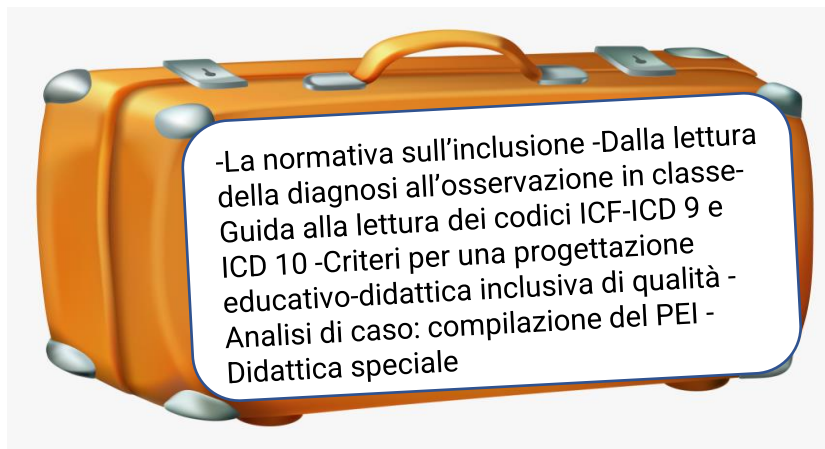 -La normativa sull’inclusione -Dalla lettura
della diagnosi all’osservazione in classe-
Guida alla lettura dei codici ICF-ICD 9 e
ICD 10 -Criteri per una progettazione
educativo-didattica inclusiva di qualità -
Analisi di caso: compilazione del PEI -
Didattica speciale